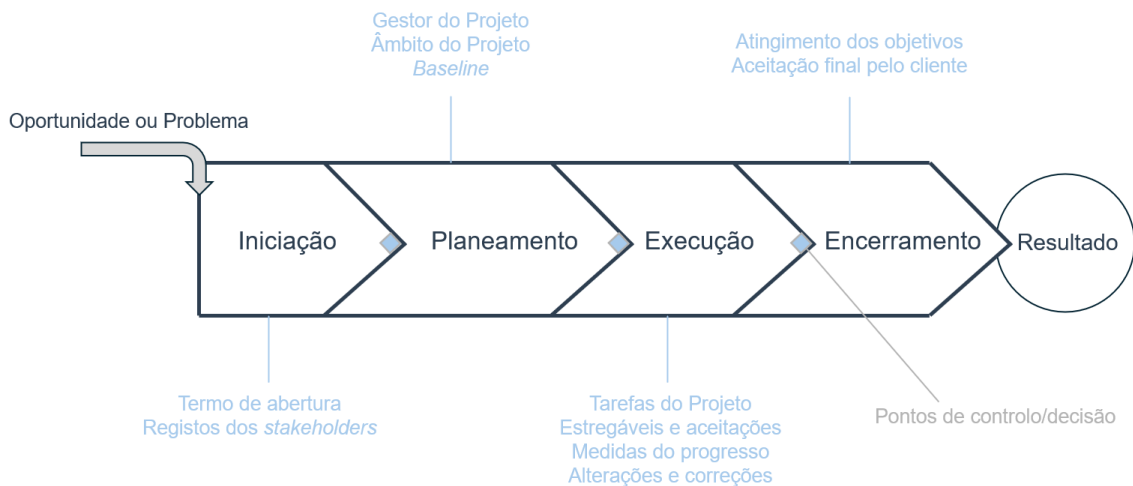 Gestor do Projeto
Âmbito do Projeto
Baseline
Atingimento dos objetivos
Aceitação final pelo cliente
Oportunidade ou Problema
Iniciação
Planeamento
Execução
Encerramento
Resultado
Termo de abertura
Registos dos stakeholders
Tarefas do Projeto
Estregáveis e aceitações
Medidas do progresso
Alterações e correções
Pontos de controlo/decisão